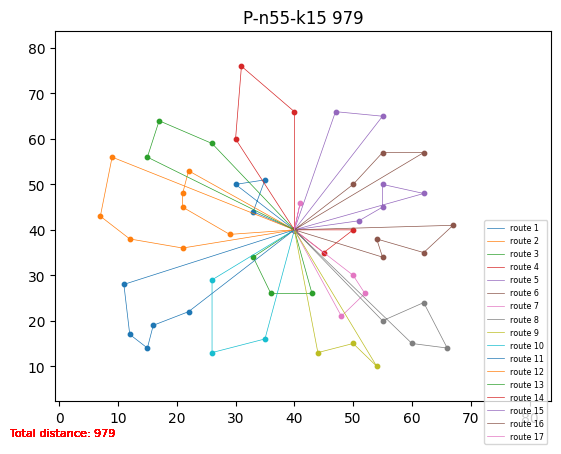 P-n55-k15 979
80
70
60
50
40
30
20
10
0 10 20 30 40 50 60 70 80
route 1
route 2
route 3
route 4
route 5
route 6
route 7
route 8
route 9
route 10
route 11
route 12
route 13
route 14
route 15
route 16
route 17
Total distance: 979